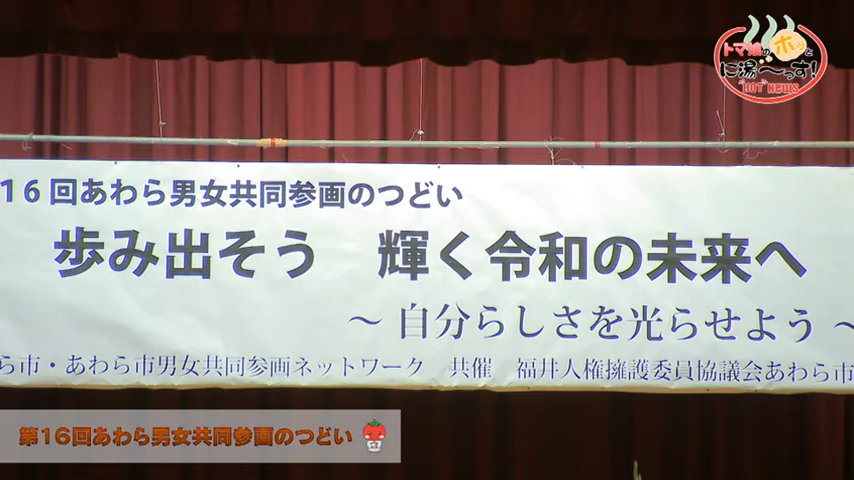 トマ娘のホッと
に湯〜っす!
"HOT" NEWS
16回あわら男女共同参画のつどい
歩み出そう　輝く令和の未来へ
〜 自分らしさを光らせよう 〜
ら市・あわら市男女共同参画ネットワーク　共催　福井人権擁護委員協議会あわら市
第16回あわら男女共同参画のつどい